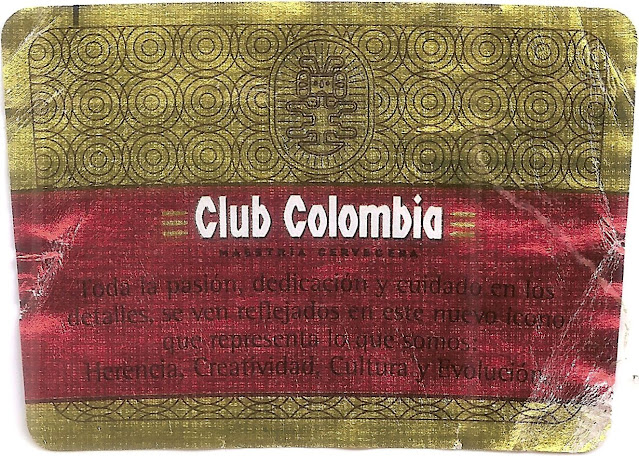 Club Colombia
MAESTRÍA CERVECERA
Toda la pasión, dedicación y cuidado en los
detalles, se ven reflejados en este nuevo ícono
que representa lo que somos:
Herencia, Creatividad, Cultura y Evolución